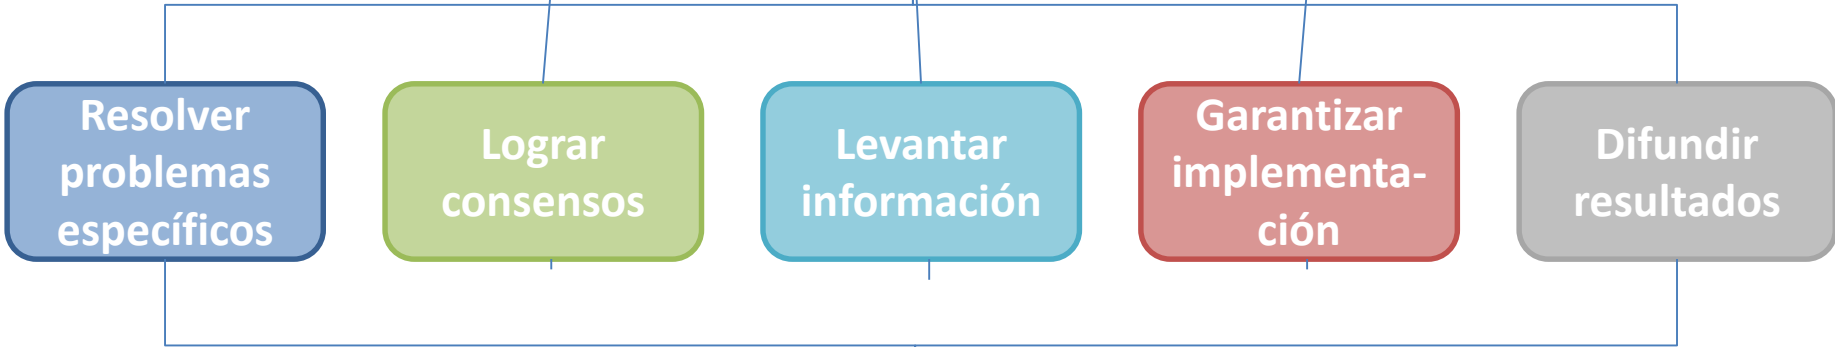 Resolver
problemas
específicos
Lograr
consensos
Levantar
información
Garantizar
implementa-
ción
Difundir
resultados